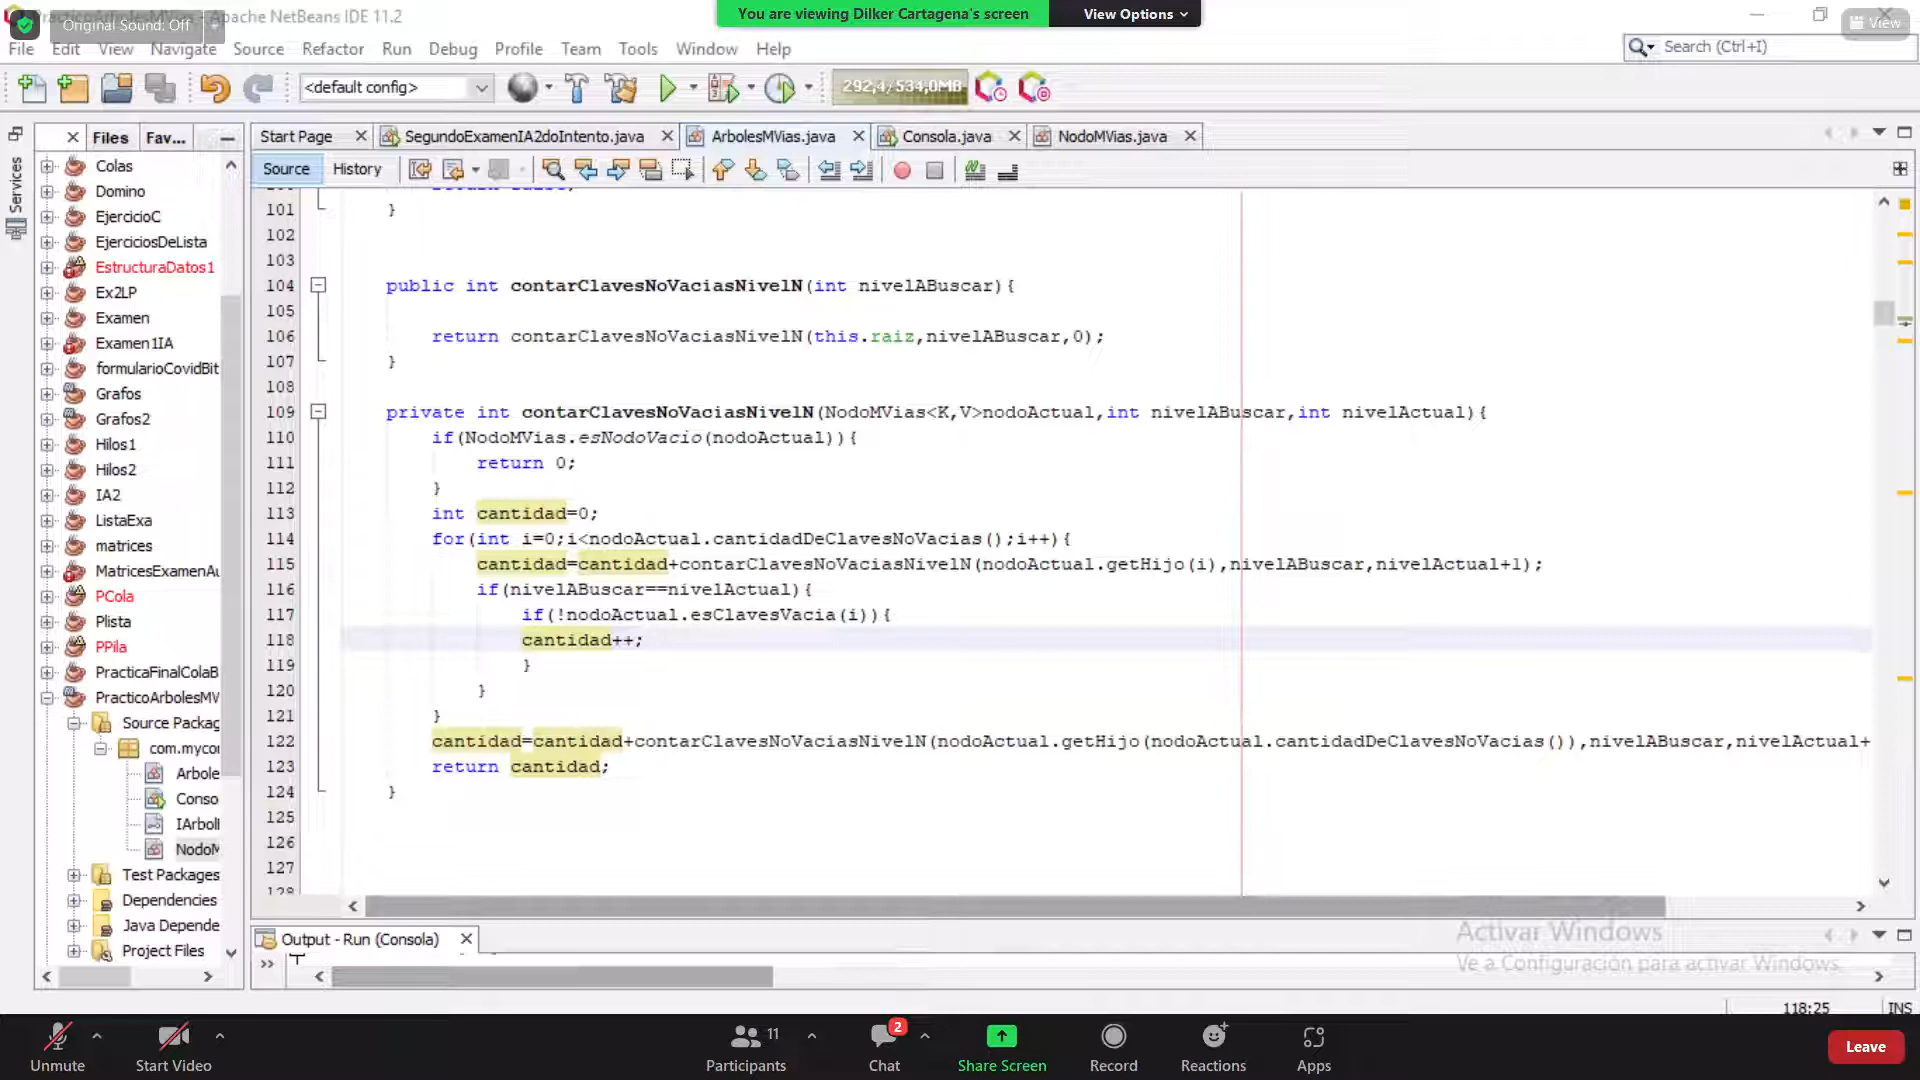 Original Sound: Off
Apache NetBeans IDE 11.2
You are viewing Dilker Cartagena's screen
View Options
View
File Edit View Navigate Source Refactor Run Debug Profile Team Tools Window Help
Search (Ctrl+I)
<default config>
292,4/534,0MB
Files Fav...
Start Page
SegundoExamenIA2doIntento.java
ArbolesMVias.java
Consola.java
NodoMVias.java
Source History
Services
Colas
Domino
EjercicioC
EjerciciosDeLista
EstructuraDatos1
Ex2LP
Examen
Examen1IA
formularioCovidBit
Grafos
Grafos2
Hilos1
Hilos2
IA2
ListaExa
matrices
MatricesExamenAu
PCola
Plista
PPila
PracticaFinalColaB
PracticoArbolesMV
Source Packag
com.mycor
Arbole
Conso
IArboll
NodoM
Test Packages
Dependencies
Java Depende
Project Files
101 }
102
103
104 public int contarClavesNoVaciasNivelN(int nivelABuscar){
105
106 return contarClavesNoVaciasNivelN(this.raiz,nivelABuscar,0);
107 }
108
109 private int contarClavesNoVaciasNivelN(NodoMVias<K,V>nodoActual,int nivelABuscar,int nivelActual){
110 if(NodoMVias.esNodoVacio(nodoActual)){
111 return 0;
112 }
113 int cantidad=0;
114 for(int i=0;i<nodoActual.cantidadDeClavesNoVacias();i++){
115 cantidad=cantidad+contarClavesNoVaciasNivelN(nodoActual.getHijo(i),nivelABuscar,nivelActual+1);
116 if(nivelABuscar==nivelActual){
117 if(!nodoActual.esClavesVacia(i)){
118 cantidad++;
119 }
120 }
121 }
122 cantidad=cantidad+contarClavesNoVaciasNivelN(nodoActual.getHijo(nodoActual.cantidadDeClavesNoVacias()),nivelABuscar,nivelActual+
123 return cantidad;
124 }
125
126
127
128
Output - Run (Consola)
Activar Windows
Ve a Configuración para activar Windows.
118:25 INS
Unmute
Start Video
Participants 11
Chat 2
Share Screen
Record
Reactions
Apps
Leave